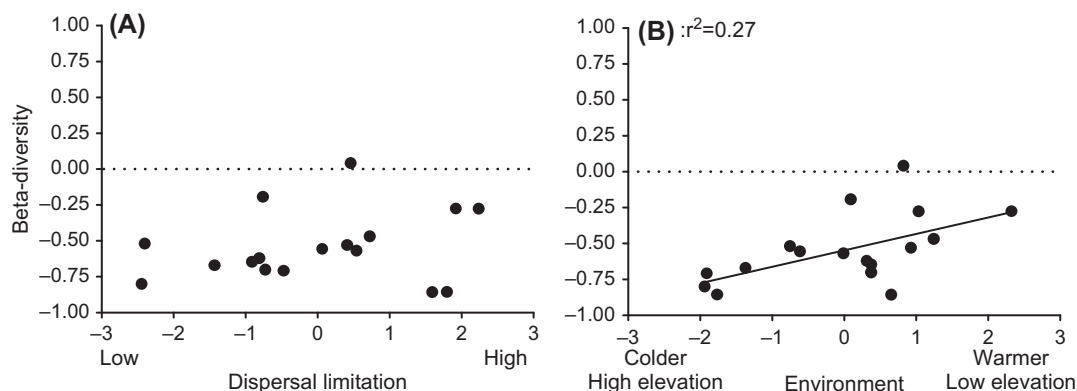 (A)
Beta-diversity
1.00
0.75
0.50
0.25
0.00
–0.25
–0.50
–0.75
–1.00
–3 –2 –1 0 1 2 3
Low High
Dispersal limitation
(B) :r²=0.27
1.00
0.75
0.50
0.25
0.00
–0.25
–0.50
–0.75
–1.00
–3 –2 –1 0 1 2 3
Colder Warmer
High elevation Environment Low elevation